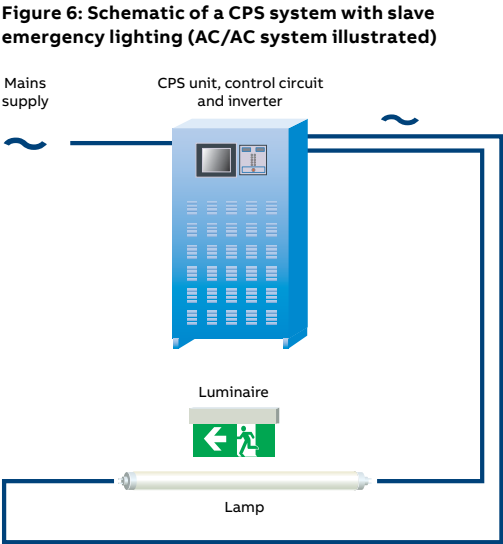 Figure 6: Schematic of a CPS system with slave
emergency lighting (AC/AC system illustrated)
Mains
supply
CPS unit, control circuit
and inverter
Luminaire
Lamp